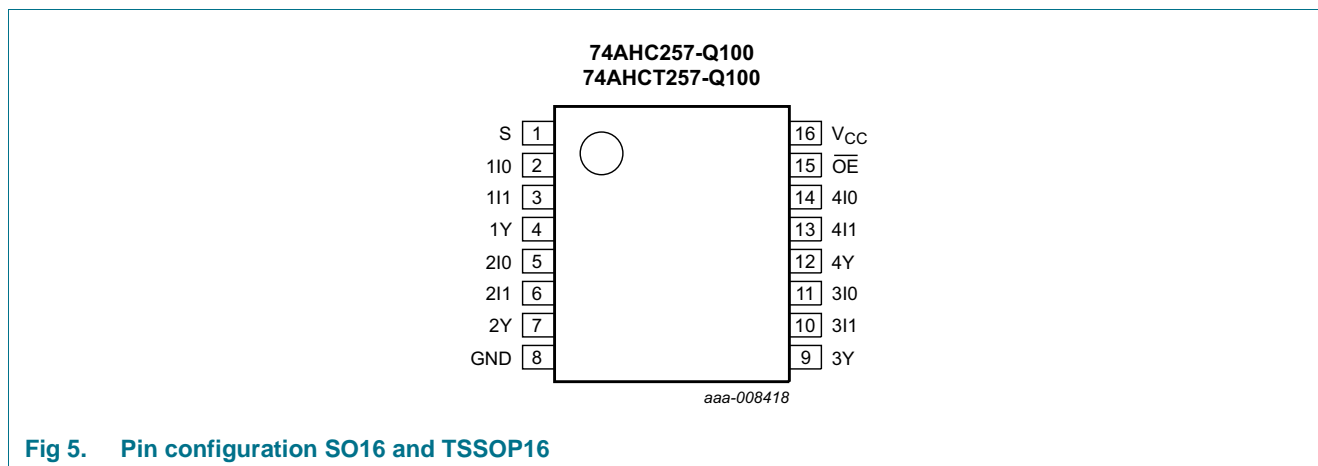 74AHC257-Q100
74AHCT257-Q100
S 1 16 VCC
1I0 2 15 OE
1I1 3 14 4I0
1Y 4 13 4I1
2I0 5 12 4Y
2I1 6 11 3I0
2Y 7 10 3I1
GND 8 9 3Y
aaa-008418
Fig 5. Pin configuration SO16 and TSSOP16